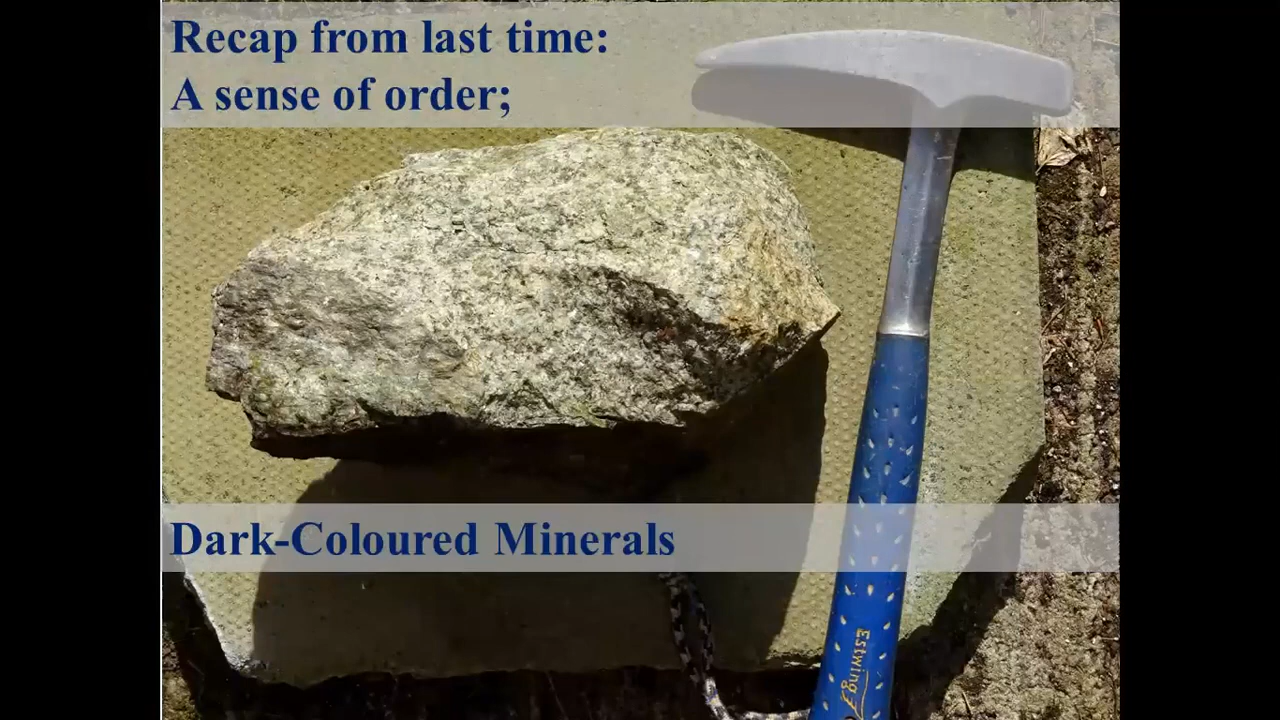 Recap from last time:
A sense of order;
Dark-Coloured Minerals
Estwing